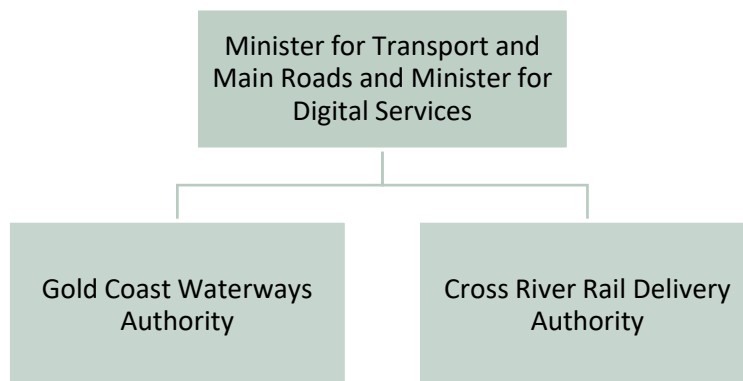 Minister for Transport and
Main Roads and Minister for
Digital Services
Gold Coast Waterways
Authority
Cross River Rail Delivery
Authority